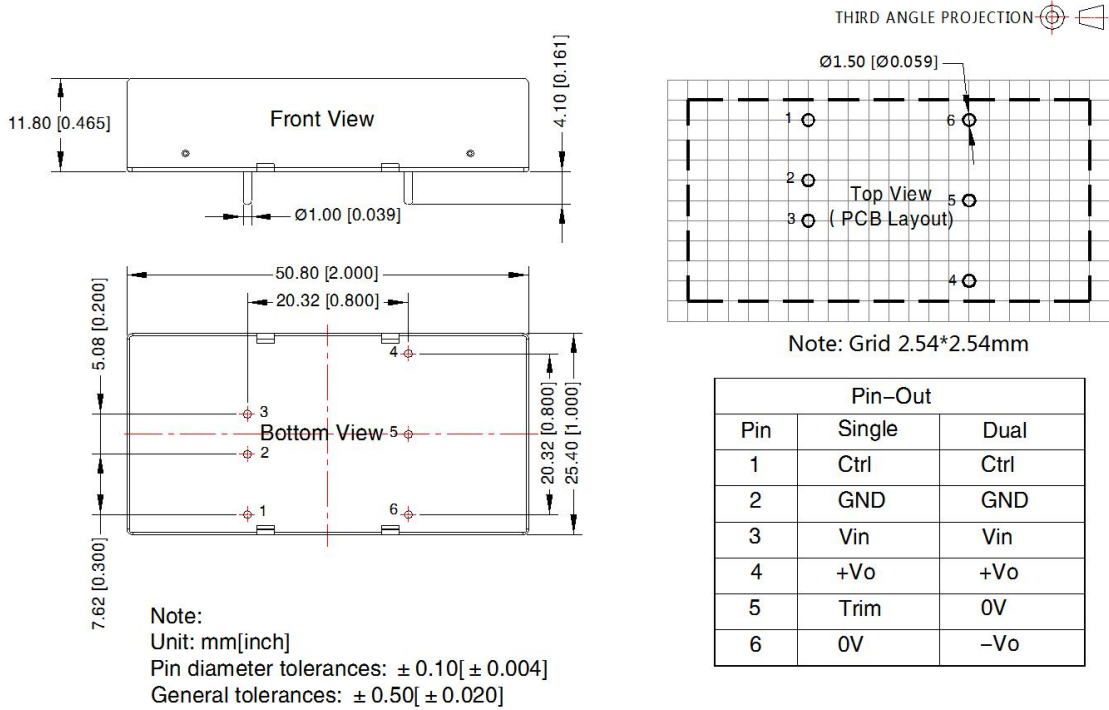 THIRD ANGLE PROJECTION
11.80 [0.465]
Front View
4.10 [0.161]
Ø1.00 [0.039]
50.80 [2.000]
20.32 [0.800]
5.08 [0.200]
4
3
Bottom View
5
2
1
6
20.32 [0.800]
25.40 [1.000]
7.62 [0.300]
Note:
Unit: mm[inch]
Pin diameter tolerances: ± 0.10[ ± 0.004]
General tolerances: ± 0.50[ ± 0.020]
Ø1.50 [Ø0.059]
1
6
2
Top View
5
3
( PCB Layout)
4
Note: Grid 2.54*2.54mm
Pin–Out
Pin Single Dual
1 Ctrl Ctrl
2 GND GND
3 Vin Vin
4 +Vo +Vo
5 Trim 0V
6 0V –Vo